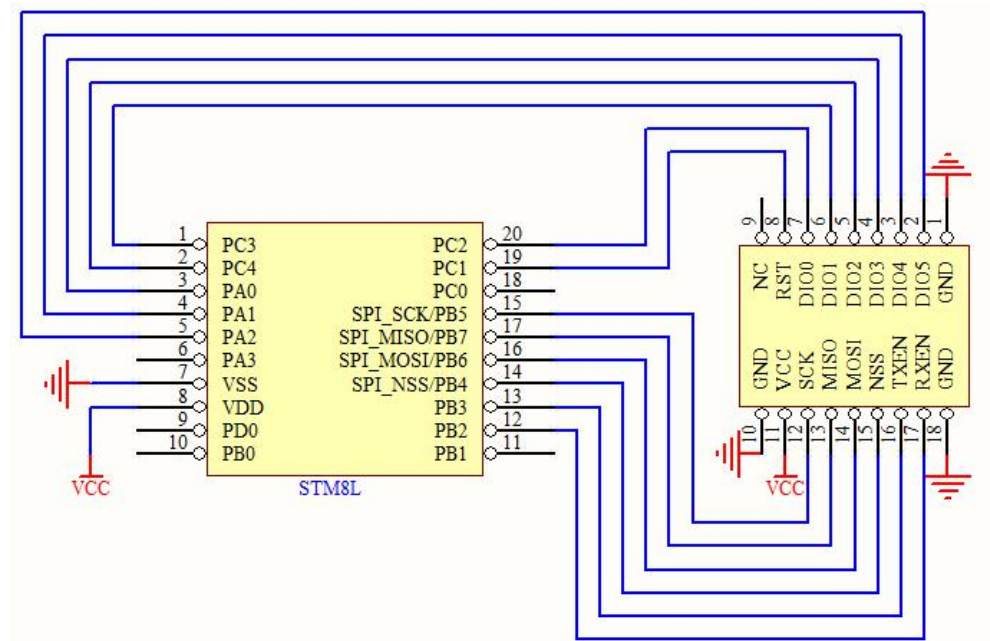 1 PC3 PC2 20
2 PC4 PC1 19
3 PA0 PC0 18
4 PA1 SPI_SCK/PB5 15
5 PA2 SPI_MISO/PB7 17
6 PA3 SPI_MOSI/PB6 16
7 VSS SPI_NSS/PB4 14
8 VDD PB3 13
9 PD0 PB2 12
10 PB0 PB1 11
VCC
STM8L
9 8 7 6 5 4 3 2 1
NC RST DIO0 DIO1 DIO2 DIO3 DIO4 DIO5 GND
GND VCC SCK MISO MOSI NSS TXEN RXEN GND
10 11 12 13 14 15 16 17 18
VCC